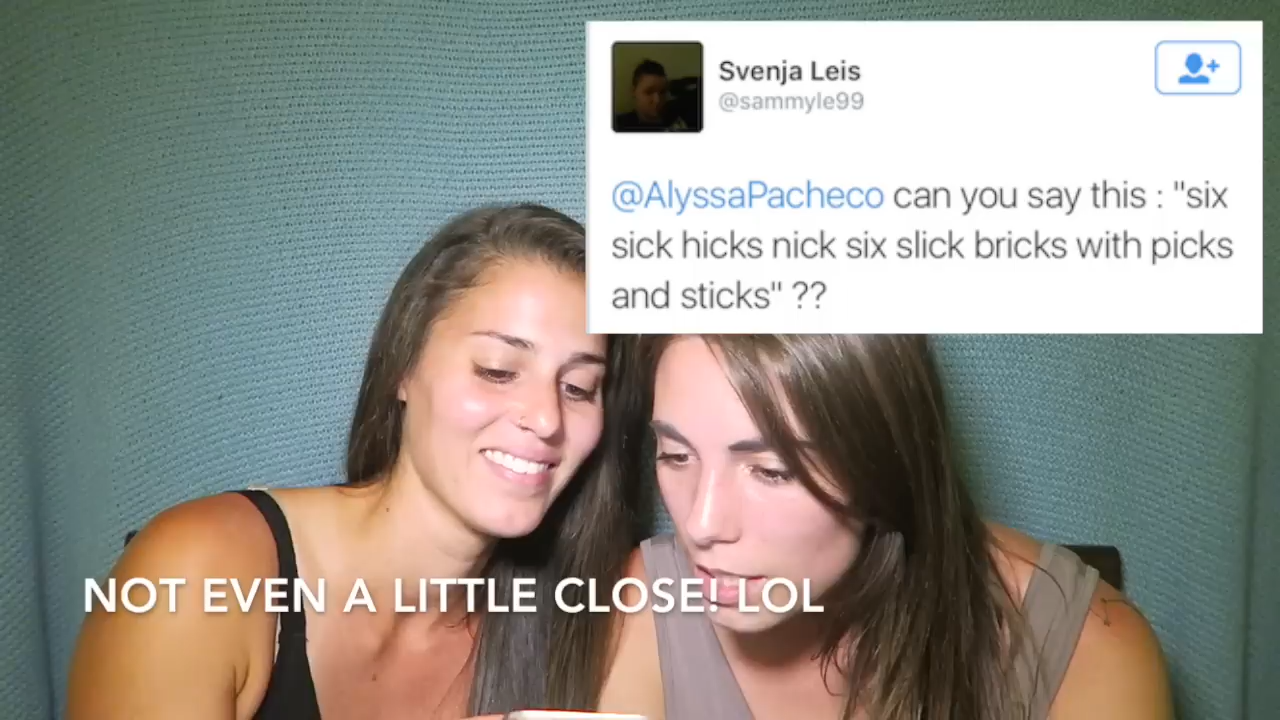 Svenja Leis
@sammyle99
@AlyssaPacheco can you say this : "six
sick hicks nick six slick bricks with picks
and sticks" ??
NOT EVEN A LITTLE CLOSE! LOL